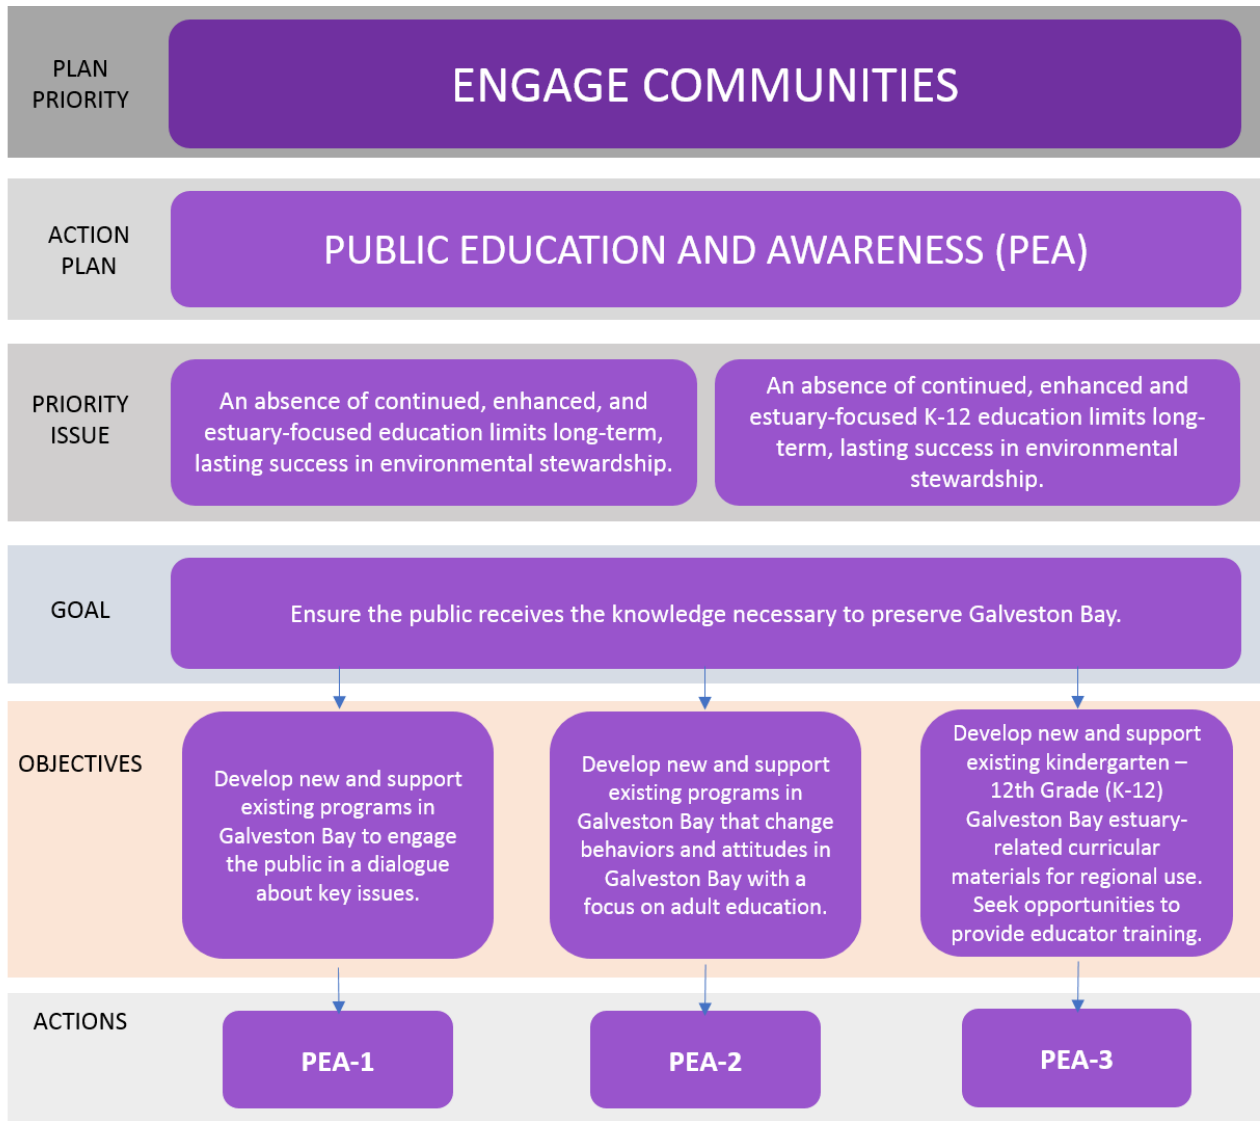 PLAN
PRIORITY
ENGAGE COMMUNITIES
ACTION
PLAN
PUBLIC EDUCATION AND AWARENESS (PEA)
PRIORITY
ISSUE
An absence of continued, enhanced, and
estuary-focused education limits long-term,
lasting success in environmental stewardship.
An absence of continued, enhanced and
estuary-focused K-12 education limits long-
term, lasting success in environmental
stewardship.
GOAL
Ensure the public receives the knowledge necessary to preserve Galveston Bay.
OBJECTIVES
Develop new and support
existing programs in
Galveston Bay to engage
the public in a dialogue
about key issues.
Develop new and support
existing programs in
Galveston Bay that change
behaviors and attitudes in
Galveston Bay with a
focus on adult education.
Develop new and support
existing kindergarten –
12th Grade (K-12)
Galveston Bay estuary-
related curricular
materials for regional use.
Seek opportunities to
provide educator training.
ACTIONS
PEA-1
PEA-2
PEA-3